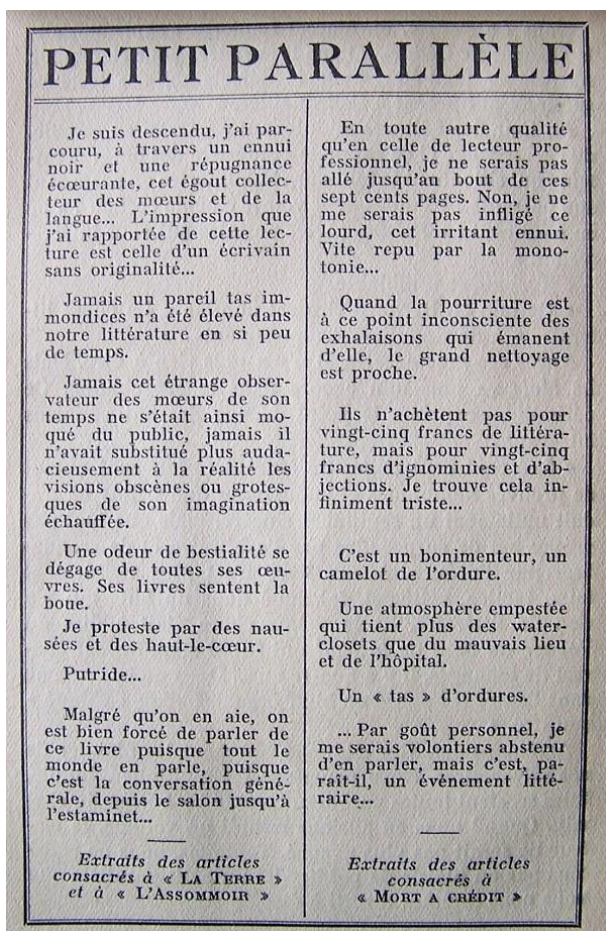 PETIT PARALLÈLE
Je suis descendu, j'ai par-
couru, à travers un ennui
noir et une répugnance
écœurante, cet égout collec-
teur des mœurs et de la
langue... L'impression que
j'ai rapportée de cette lec-
ture est celle d'un écrivain
sans originalité...
Jamais un pareil tas im-
mondices n'a été élevé dans
notre littérature en si peu
de temps.
Jamais cet étrange obser-
vateur des mœurs de son
temps ne s'était ainsi mo-
qué du public, jamais il
n'avait substitué plus auda-
cieusement à la réalité les
visions obscènes ou grotes-
ques de son imagination
échauffée.
Une odeur de bestialité se
dégage de toutes ses œu-
vres. Ses livres sentent la
boue.
Je proteste par des nau-
sées et des haut-le-cœur.
Putride...
Malgré qu'on en aie, on
est bien forcé de parler de
ce livre puisque tout le
monde en parle, puisque
c'est la conversation géné-
rale, depuis le salon jusqu'à
l'estaminet...
Extraits des articles
consacrés à « LA TERRE »
et à « L'ASSOMMOIR »
En toute autre qualité
qu'en celle de lecteur pro-
fessionnel, je ne serais pas
allé jusqu'au bout de ces
sept cents pages. Non, je ne
me serais pas infligé ce
lourd, cet irritant ennui.
Vite repu par la mono-
tonie...
Quand la pourriture est
à ce point inconsciente des
exhalaisons qui émanent
d'elle, le grand nettoyage
est proche.
Ils n'achètent pas pour
vingt-cinq francs de littéra-
ture, mais pour vingt-cinq
francs d'ignominies et d'ab-
jections. Je trouve cela in-
finiment triste...
C'est un bonimenteur, un
camelot de l'ordure.
Une atmosphère empestée
qui tient plus des water-
closets que du mauvais lieu
et de l'hôpital.
Un « tas » d'ordures.
... Par goût personnel, je
me serais volontiers abstenu
d'en parler, mais c'est, pa-
raît-il, un événement litté-
raire...
Extraits des articles
consacrés à
« MORT A CRÉDIT »